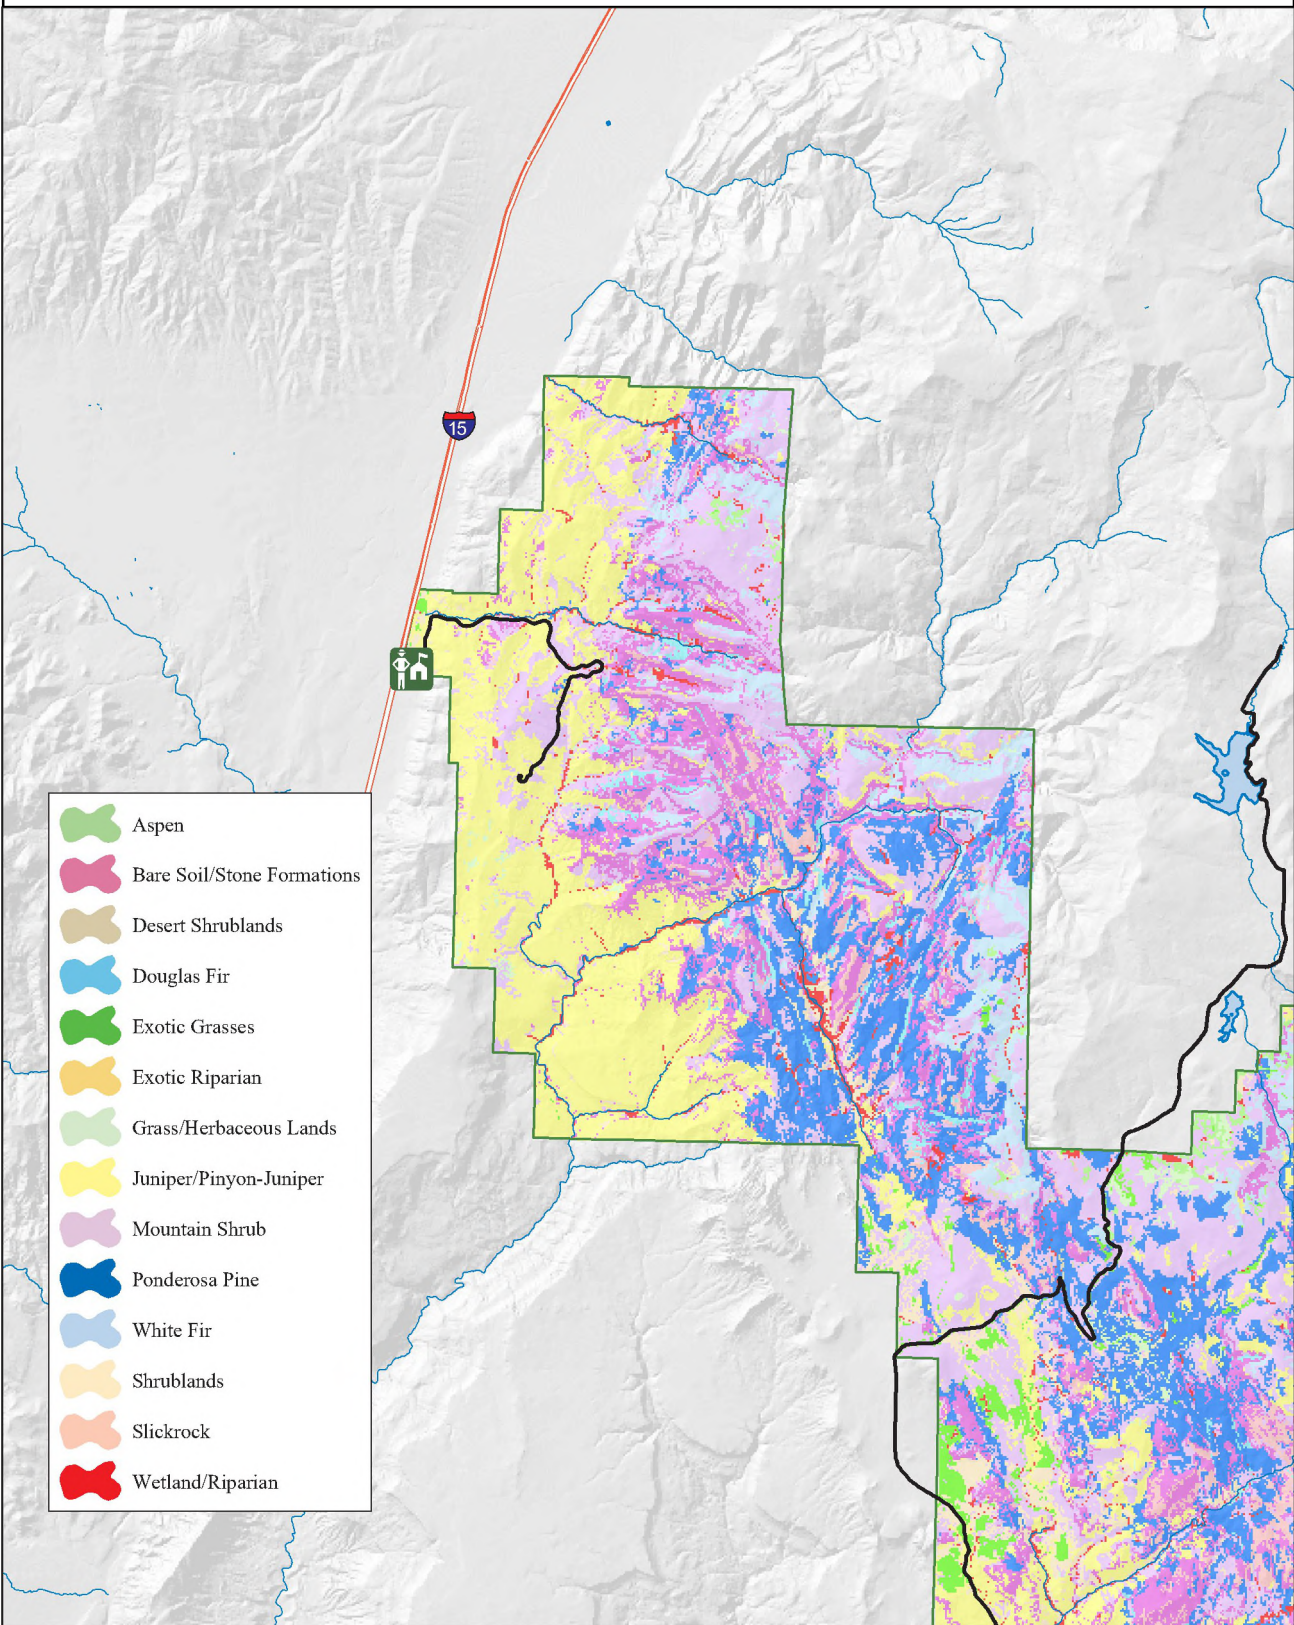 15
Aspen
Bare Soil/Stone Formations
Desert Shrublands
Douglas Fir
Exotic Grasses
Exotic Riparian
Grass/Herbaceous Lands
Juniper/Pinyon-Juniper
Mountain Shrub
Ponderosa Pine
White Fir
Shrublands
Slickrock
Wetland/Riparian